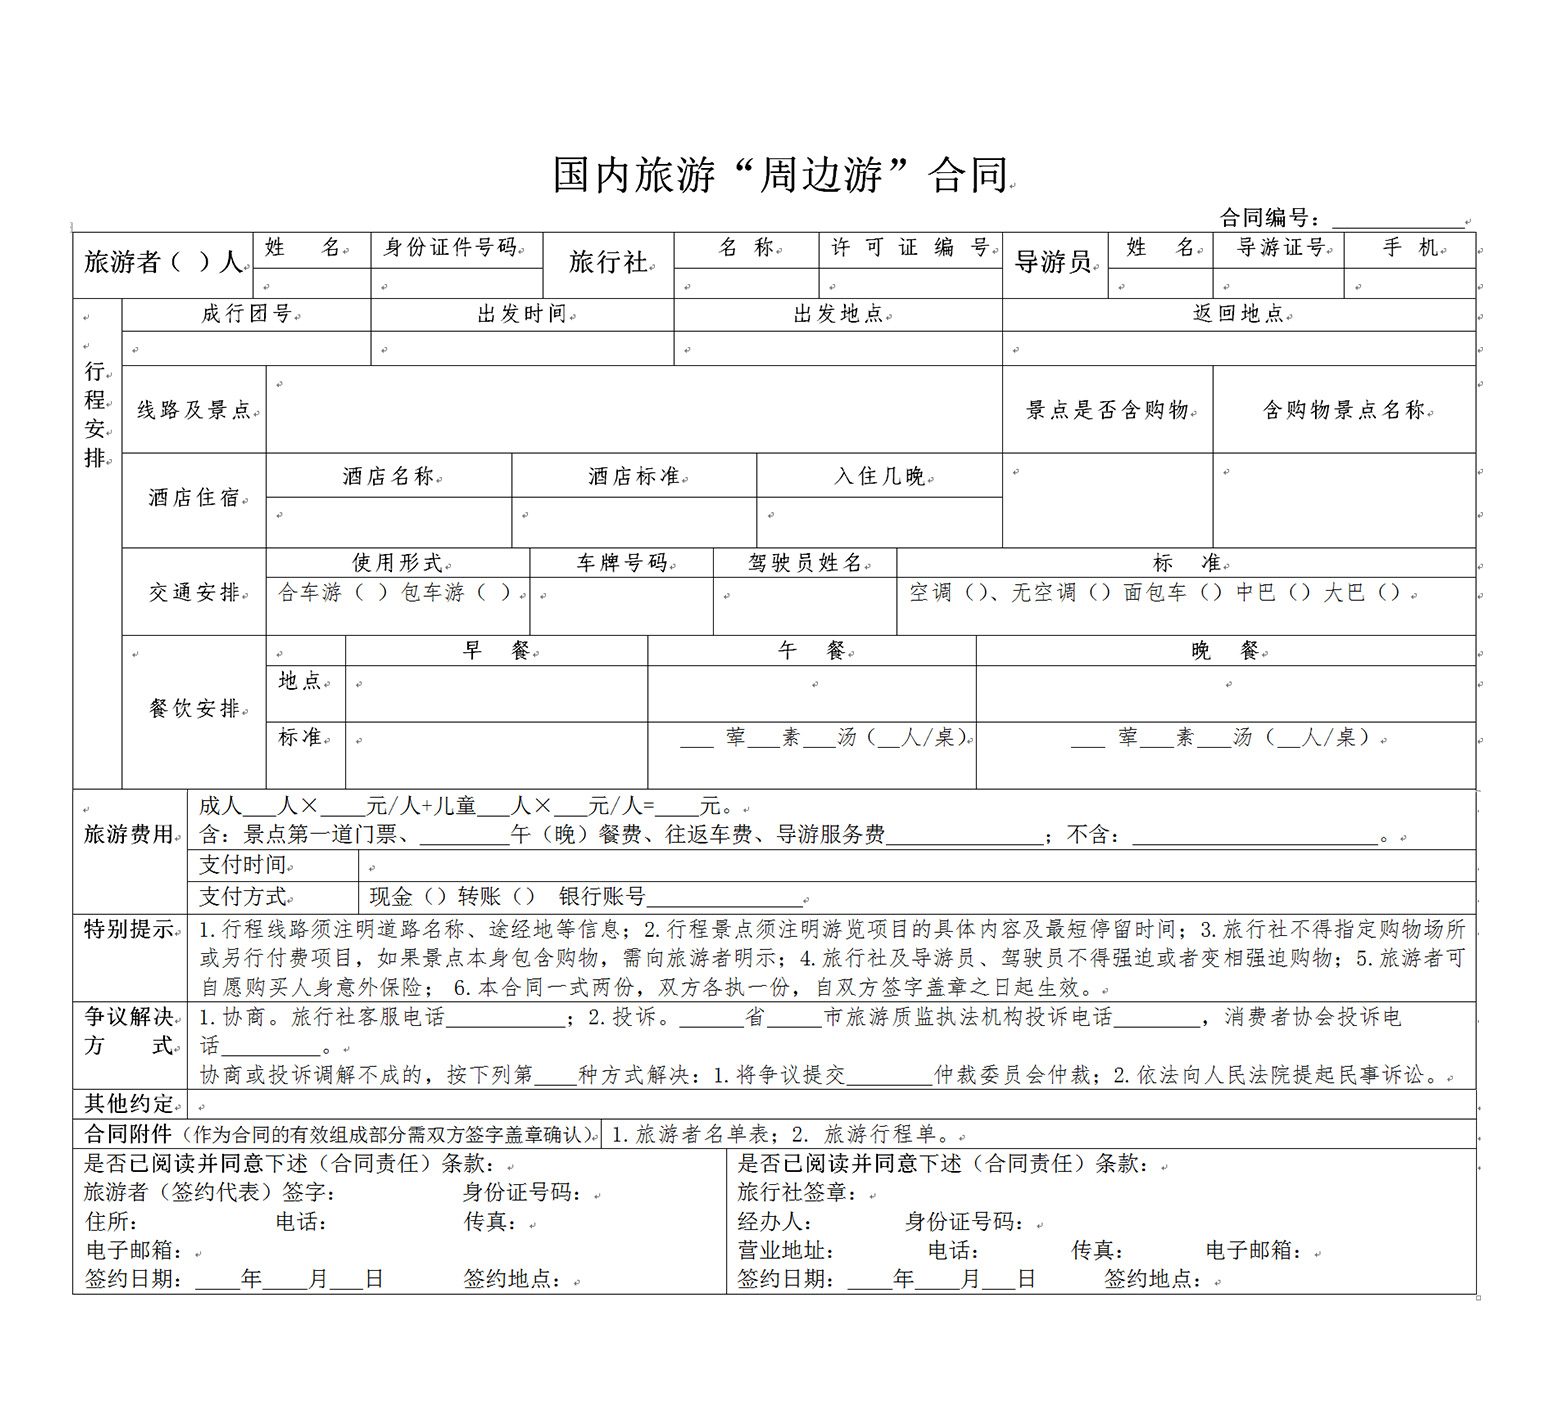 国内旅游“周边游”合同
合同编号：____________
旅游者（ ）人 姓 名 身份证件号码 旅行社 名 称 许 可 证 编 号 导游员 姓 名 导游证号 手 机
行程安排
成行团号 出发时间 出发地点 返回地点
线路及景点 景点是否含购物 含购物景点名称
酒店住宿 酒店名称 酒店标准 入住几晚
交通安排 使用形式 车牌号码 驾驶员姓名 标 准
合车游（ ）包车游（ ） 空调（）、无空调（）面包车（）中巴（）大巴（）
餐饮安排 早 餐 午 餐 晚 餐
地点
标准 ___ 荤___素___汤（__人/桌） ___ 荤___素___汤（__人/桌）
旅游费用
成人___人×____元/人+儿童___人×___元/人=____元。
含：景点第一道门票、________午（晚）餐费、往返车费、导游服务费______________；不含：______________________。
支付时间
支付方式 现金（）转账（） 银行账号______________
特别提示 1.行程线路须注明道路名称、途经地等信息；2.行程景点须注明游览项目的具体内容及最短停留时间；3.旅行社不得指定购物场所
或另行付费项目，如果景点本身包含购物，需向旅游者明示；4.旅行社及导游员、驾驶员不得强迫或者变相强迫购物；5.旅游者可
自愿购买人身意外保险； 6.本合同一式两份，双方各执一份，自双方签字盖章之日起生效。
争议解决方 式 1.协商。旅行社客服电话___________；2.投诉。______省_____市旅游质监执法机构投诉电话________，消费者协会投诉电
话_________。
协商或投诉调解不成的，按下列第____种方式解决：1.将争议提交________仲裁委员会仲裁；2.依法向人民法院提起民事诉讼。
其他约定
合同附件（作为合同的有效组成部分需双方签字盖章确认） 1.旅游者名单表；2. 旅游行程单。
是否已阅读并同意下述（合同责任）条款：
旅游者（签约代表）签字： 身份证号码：
住所： 电话： 传真：
电子邮箱：
签约日期：____年____月___日 签约地点：
是否已阅读并同意下述（合同责任）条款：
旅行社签章：
经办人： 身份证号码：
营业地址： 电话： 传真： 电子邮箱：
签约日期：____年____月___日 签约地点：